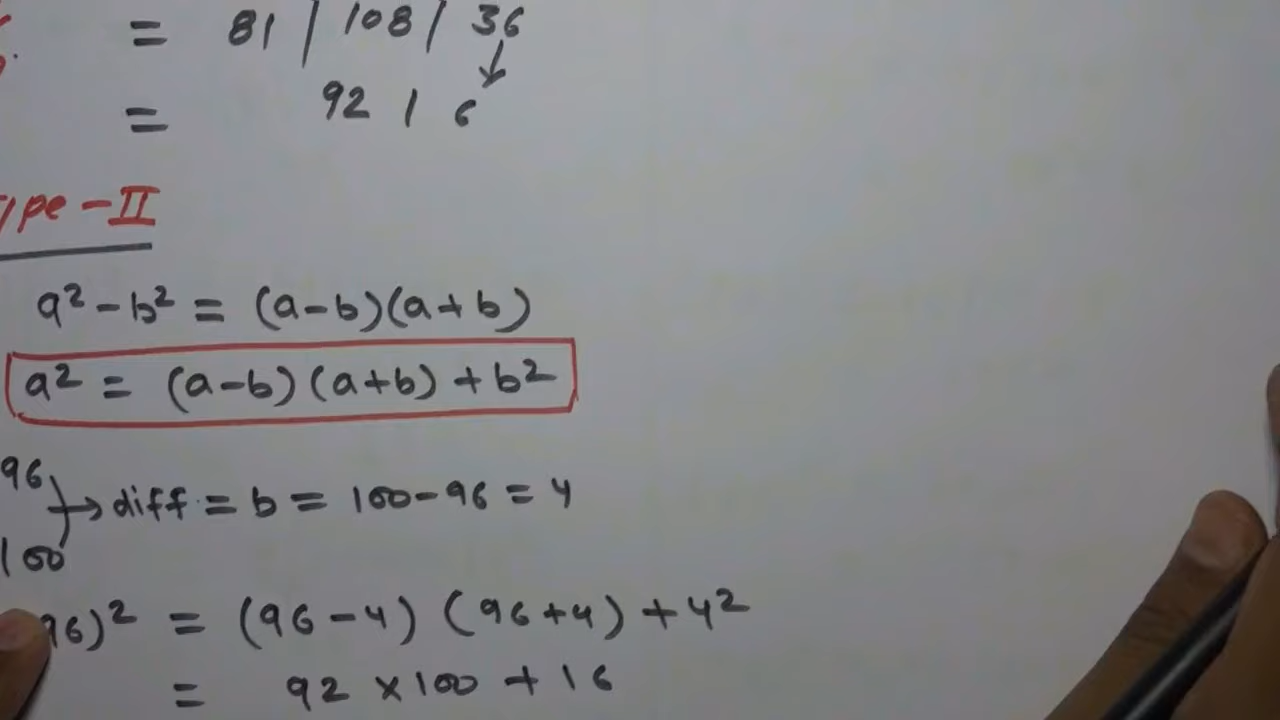 = 81 / 108 / 36
= 92 1 6
ype - II
a² - b² = (a-b)(a+b)
a² = (a-b) (a+b) + b²
96
→ diff. = b = 100 - 96 = 4
100
96)² = (96-4) (96+4) + 4²
= 92 × 100 + 16